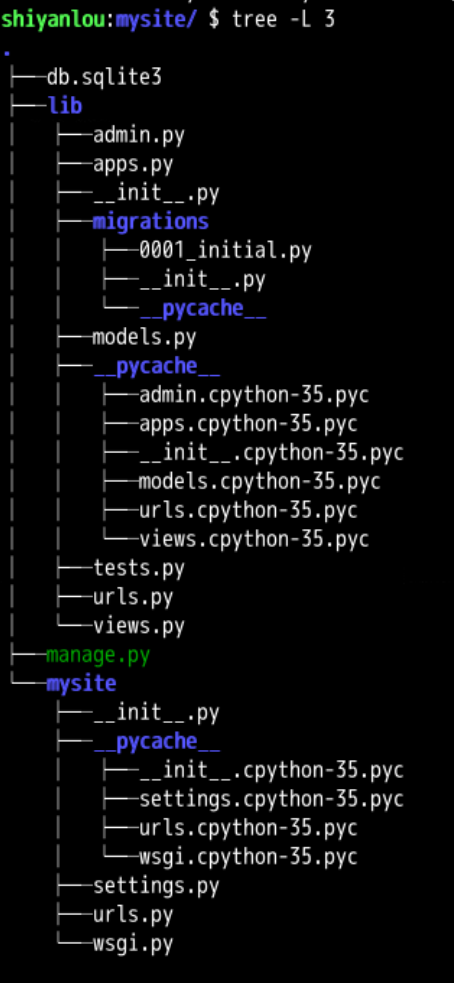 shiyanlou:mysite/ $ tree -L 3
.
├──db.sqlite3
├──lib
│   ├──admin.py
│   ├──apps.py
│   ├──__init__.py
│   ├──migrations
│   │   ├──0001_initial.py
│   │   ├──__init__.py
│   │   └──__pycache__
│   ├──models.py
│   ├──__pycache__
│   │   ├──admin.cpython-35.pyc
│   │   ├──apps.cpython-35.pyc
│   │   ├──__init__.cpython-35.pyc
│   │   ├──models.cpython-35.pyc
│   │   ├──urls.cpython-35.pyc
│   │   └──views.cpython-35.pyc
│   ├──tests.py
│   ├──urls.py
│   └──views.py
├──manage.py
└──mysite
    ├──__init__.py
    ├──__pycache__
    │   ├──__init__.cpython-35.pyc
    │   ├──settings.cpython-35.pyc
    │   ├──urls.cpython-35.pyc
    │   └──wsgi.cpython-35.pyc
    ├──settings.py
    ├──urls.py
    └──wsgi.py